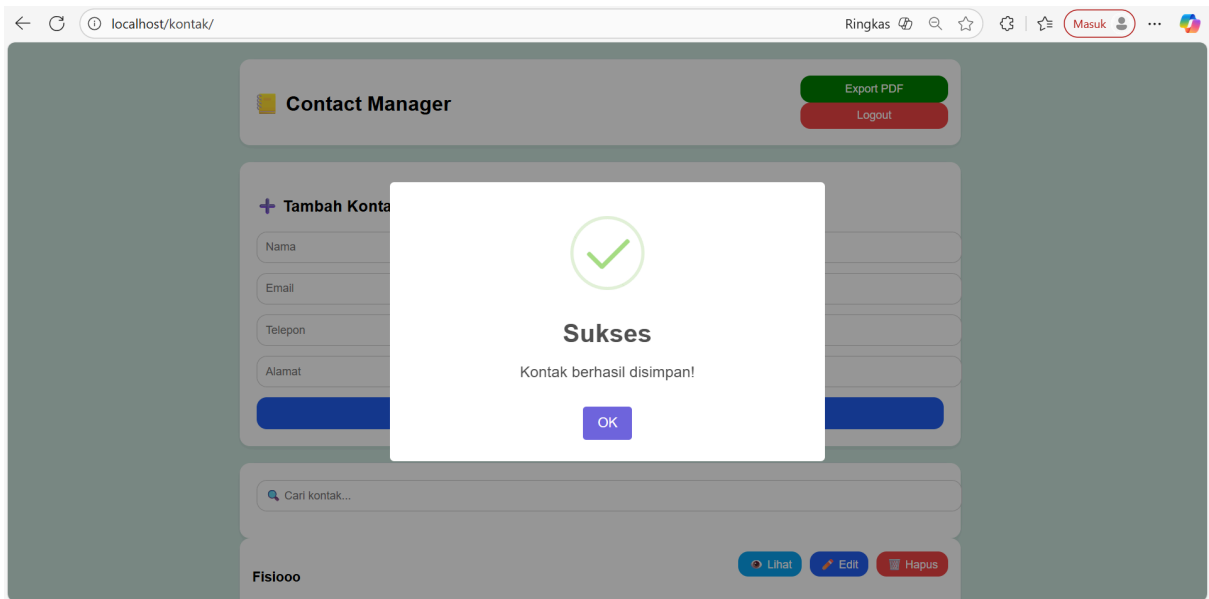 localhost/kontak/
Ringkas
Masuk
Contact Manager
Export PDF
Logout
Tambah Konta
Nama
Email
Telepon
Alamat
Sukses
Kontak berhasil disimpan!
OK
Cari kontak...
Fisiooo
Lihat
Edit
Hapus